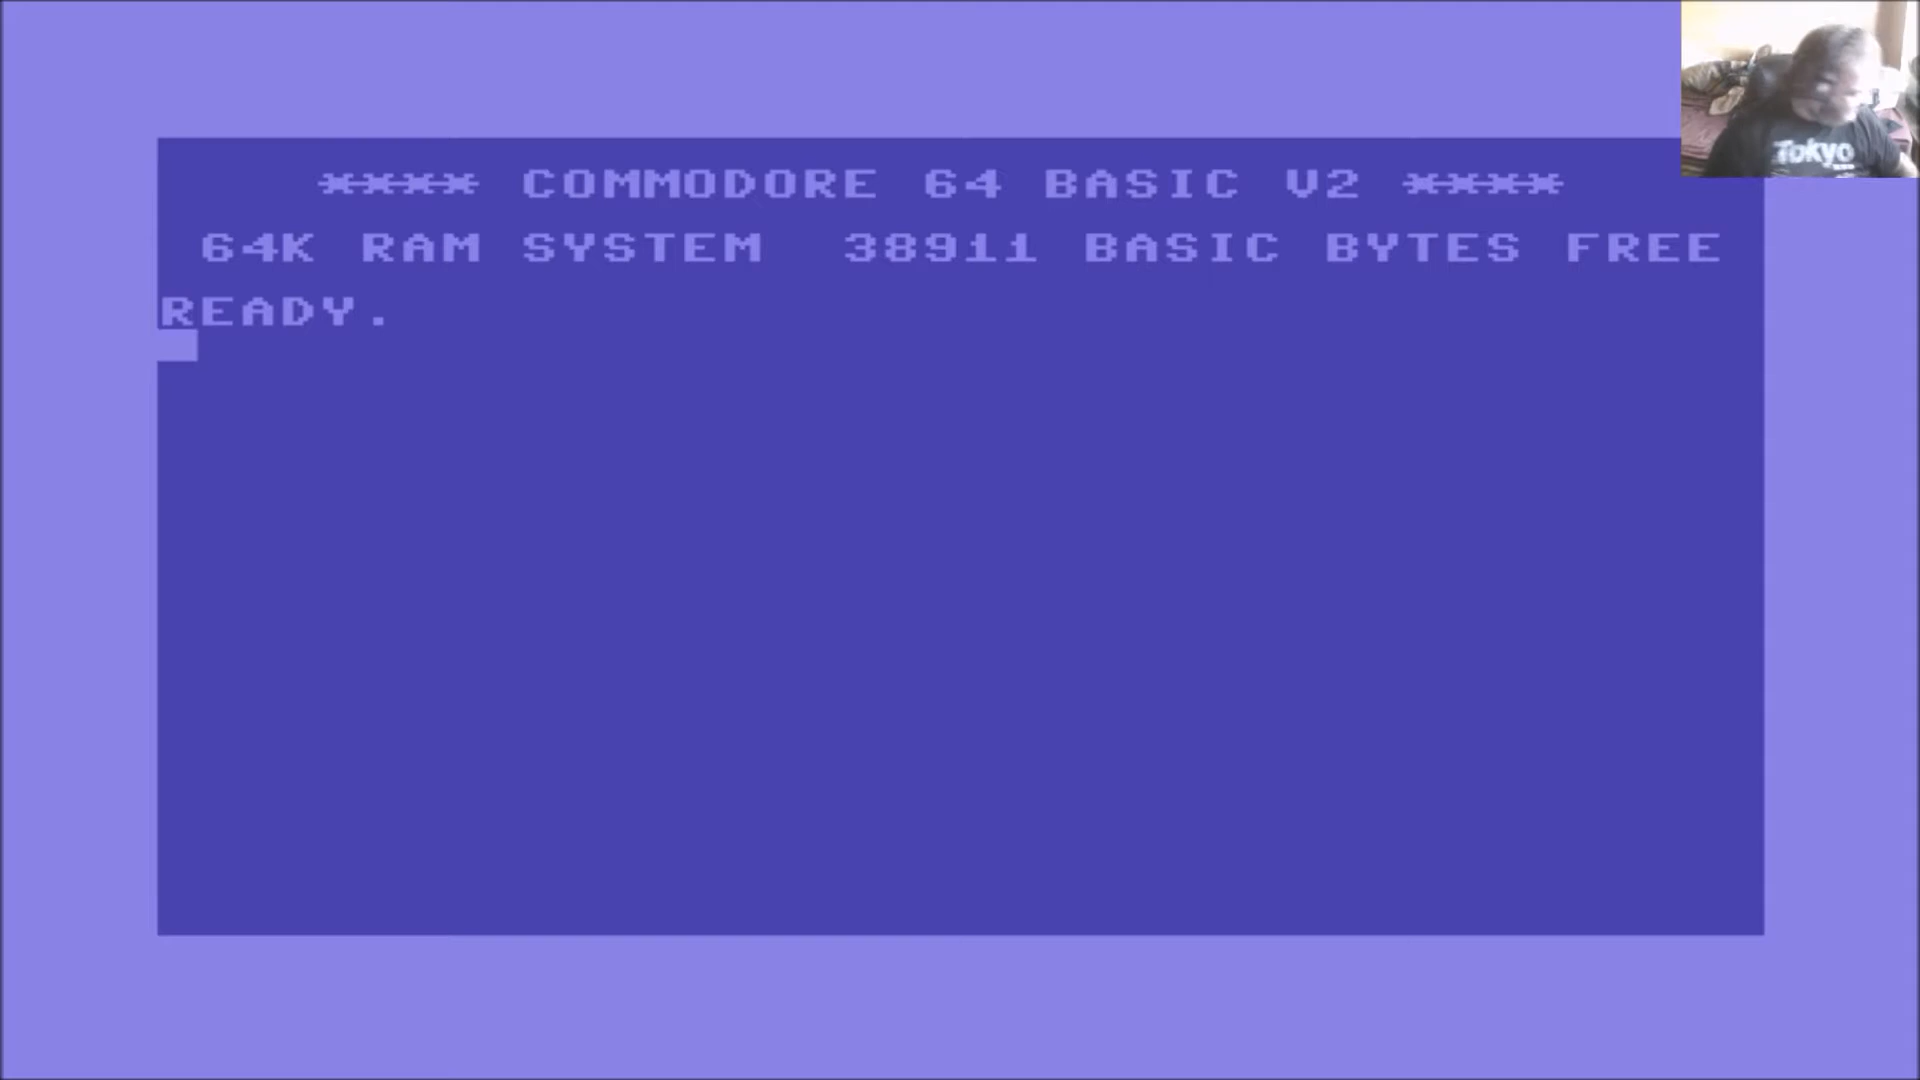 **** COMMODORE 64 BASIC V2 ****
64K RAM SYSTEM  38911 BASIC BYTES FREE
READY.
Tokyo